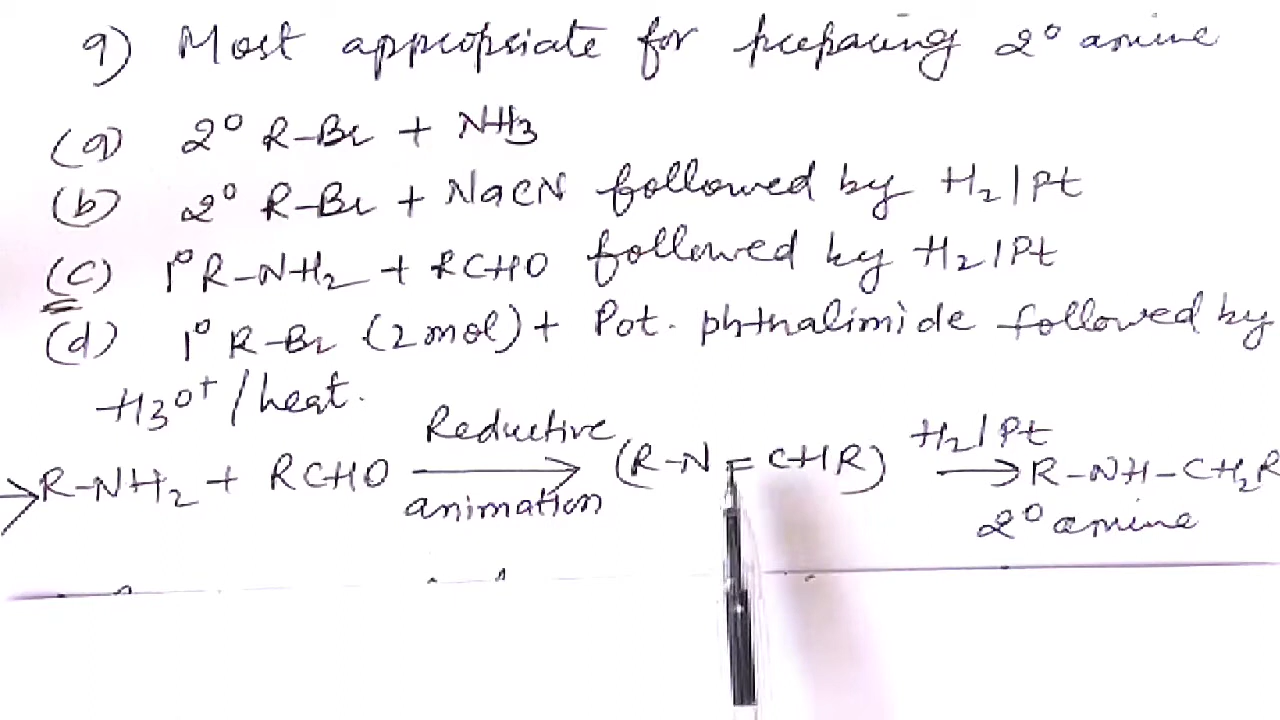 9) Most appropriate for preparing 2° amine
(a) 2° R-Br + NH3
(b) 2° R-Br + NaCN followed by H2/Pt
(c) 1° R-NH2 + RCHO followed by H2/Pt
(d) 1° R-Br (2 mol) + Pot. phthalimide followed by
H3O+ / heat.
Reductive H2/Pt
→ R-NH2 + RCHO ⟶ (R-N=CHR) ⟶ R-NH-CH2R
animation 2° amine